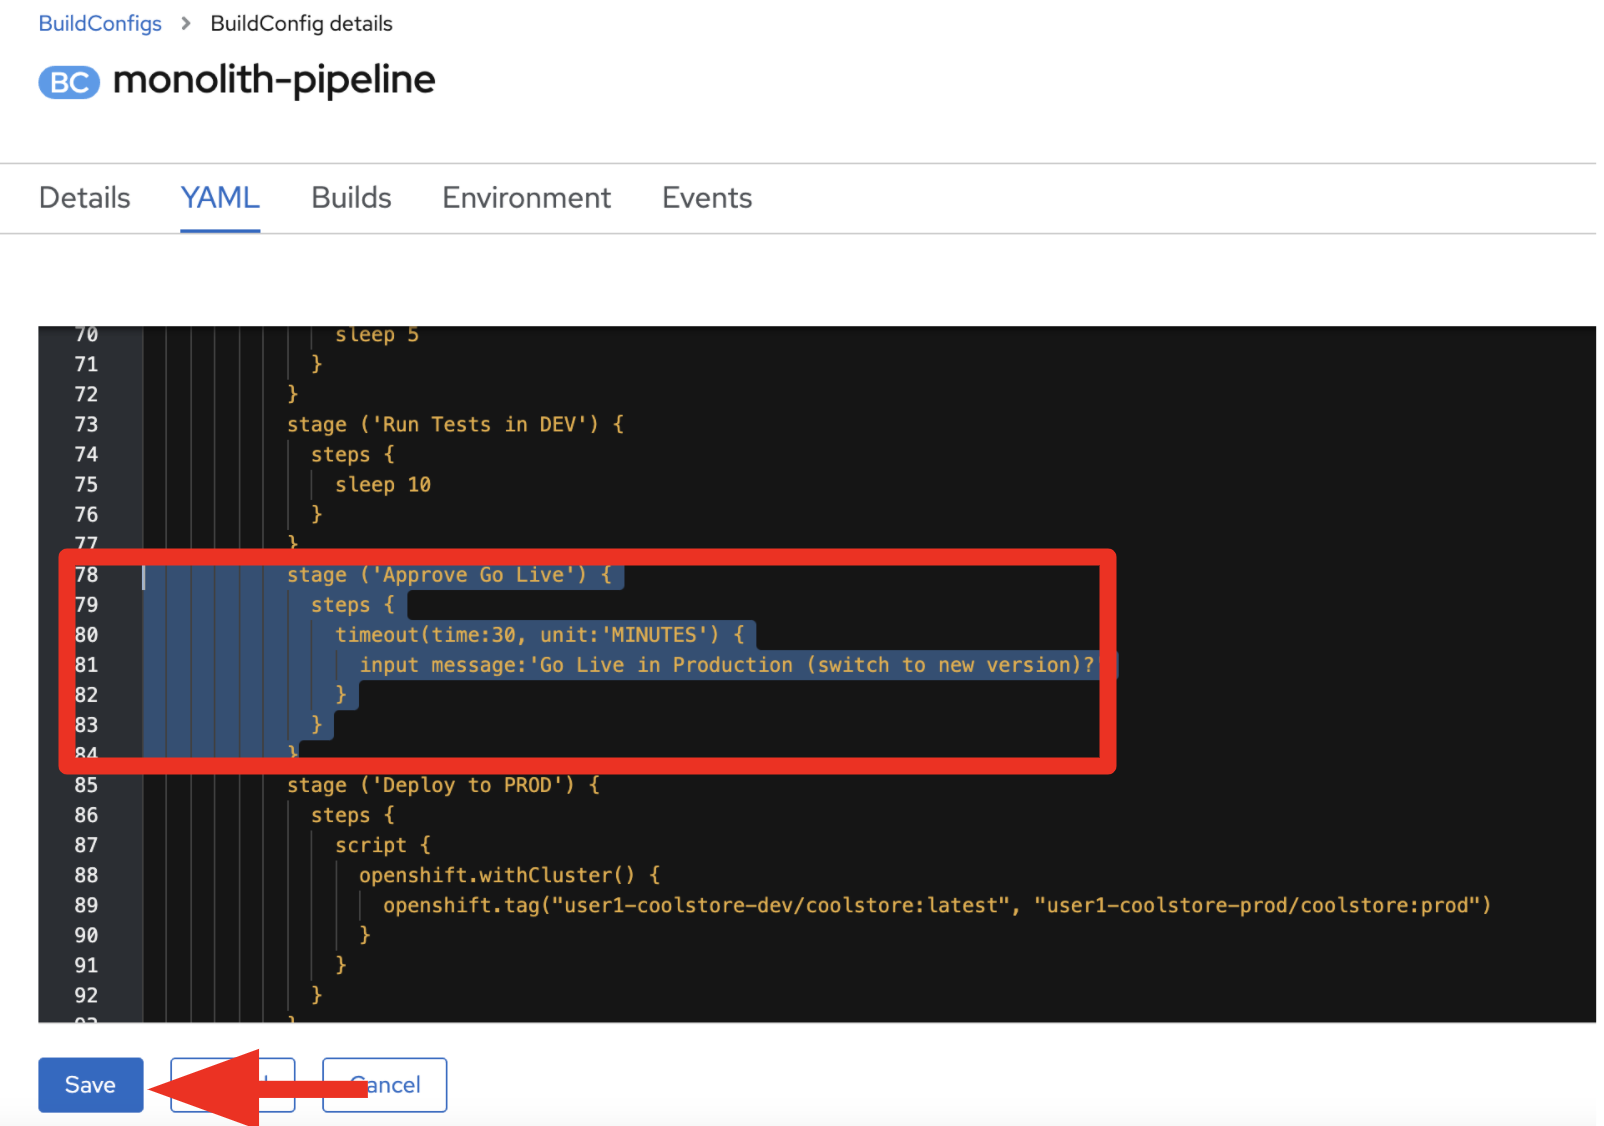 BuildConfigs > BuildConfig details
BC monolith-pipeline
Details YAML Builds Environment Events
70 sleep 5
71 }
72 }
73 stage ('Run Tests in DEV') {
74 steps {
75 sleep 10
76 }
77 }
78 stage ('Approve Go Live') {
79 steps {
80 timeout(time:30, unit:'MINUTES') {
81 input message:'Go Live in Production (switch to new version)?
82 }
83 }
84 }
85 stage ('Deploy to PROD') {
86 steps {
87 script {
88 openshift.withCluster() {
89 openshift.tag("user1-coolstore-dev/coolstore:latest", "user1-coolstore-prod/coolstore:prod")
90 }
91 }
92 }
93 }
Save Cancel